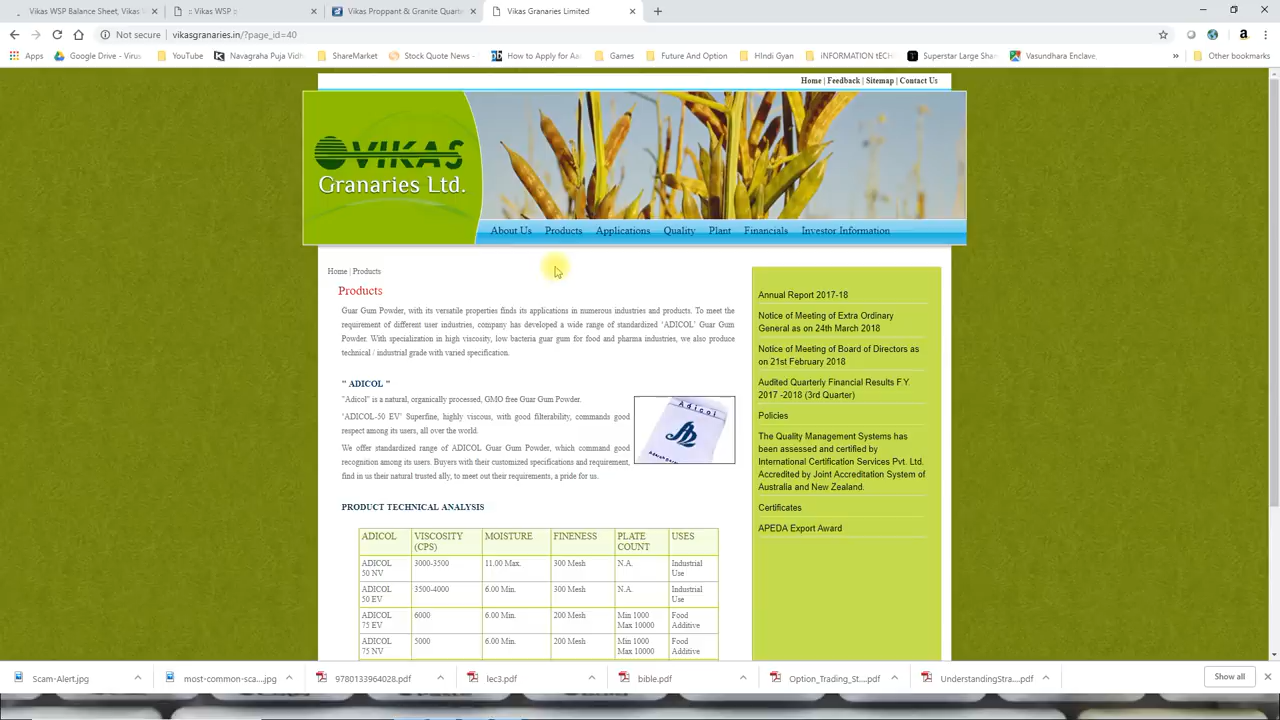 Vikas WSP Balance Sheet, Vikas
:: Vikas WSP ::
Vikas Proppant & Granite Quarte
Vikas Granaries Limited
Not secure | vikasgranaries.in/?page_id=40
Apps
Google Drive - Virus
YouTube
Navagraha Puja Vidh
ShareMarket
Stock Quote News -
How to Apply for Aa
Games
Future And Option
HIndi Gyan
iNFORMATION tECH
Superstar Large Shar
Vasundhara Enclave,
»
Other bookmarks
Home | Feedback | Sitemap | Contact Us
VIKAS
Granaries Ltd.
About Us
Products
Applications
Quality
Plant
Financials
Investor Information
Home | Products
Products
Guar Gum Powder, with its versatile properties finds its applications in numerous industries and products. To meet the
requirement of different user industries, company has developed a wide range of standardized ‘ADICOL’ Guar Gum
Powder. With specialization in high viscosity, low bacteria guar gum for food and pharma industries, we also produce
technical / industrial grade with varied specification.
" ADICOL "
"Adicol" is a natural, organically processed, GMO free Guar Gum Powder.
‘ADICOL-50 EV’ Superfine, highly viscous, with good filterability, commands good
respect among its users, all over the world.
We offer standardized range of ADICOL Guar Gum Powder, which command good
recognition among its users. Buyers with their customized specifications and requirement,
find in us their natural trusted ally, to meet out their requirements, a pride for us.
Adicol
PRODUCT TECHNICAL ANALYSIS
ADICOL
VISCOSITY
(CPS)
MOISTURE
FINENESS
PLATE
COUNT
USES
ADICOL
50 NV
3000-3500
11.00 Max.
300 Mesh
N.A.
Industrial
Use
ADICOL
50 EV
3500-4000
6.00 Min.
300 Mesh
N.A.
Industrial
Use
ADICOL
75 EV
6000
6.00 Min.
200 Mesh
Min 1000
Max 10000
Food
Additive
ADICOL
75 NV
5000
6.00 Min.
200 Mesh
Min 1000
Max 10000
Food
Additive
Annual Report 2017-18
Notice of Meeting of Extra Ordinary
General as on 24th March 2018
Notice of Meeting of Board of Directors as
on 21st February 2018
Audited Quarterly Financial Results F.Y.
2017 -2018 (3rd Quarter)
Policies
The Quality Management Systems has
been assessed and certified by
International Certification Services Pvt. Ltd.
Accredited by Joint Accreditation System of
Australia and New Zealand.
Certificates
APEDA Export Award
Scam-Alert.jpg
most-common-sca....jpg
9780133964028.pdf
lec3.pdf
bible.pdf
Option_Trading_St....pdf
UnderstandingStra....pdf
Show all